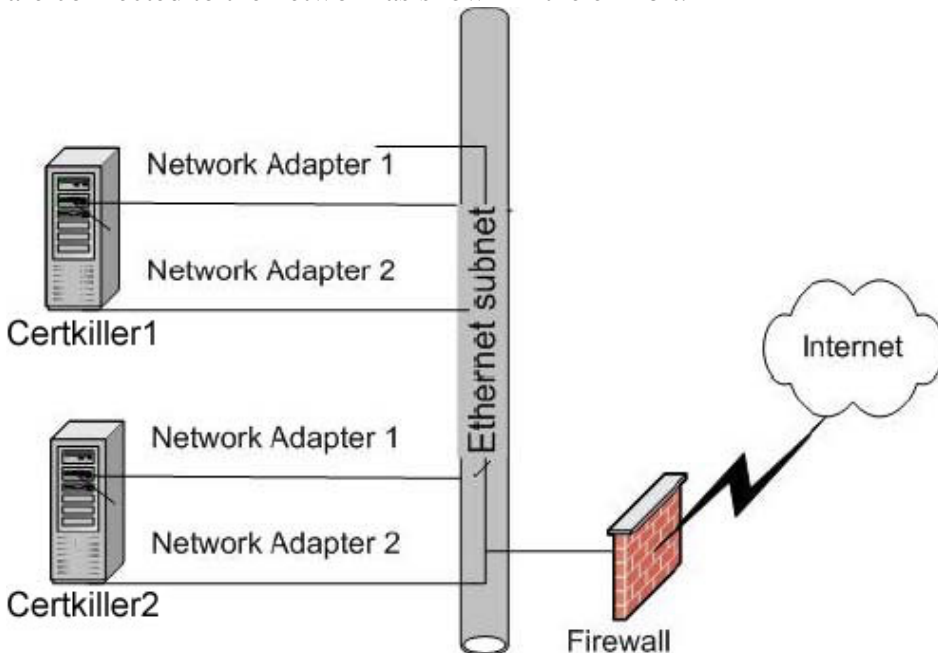 Network Adapter 1
Network Adapter 2
Certkiller1
Ethernet subnet
Internet
Network Adapter 1
Network Adapter 2
Certkiller2
Firewall